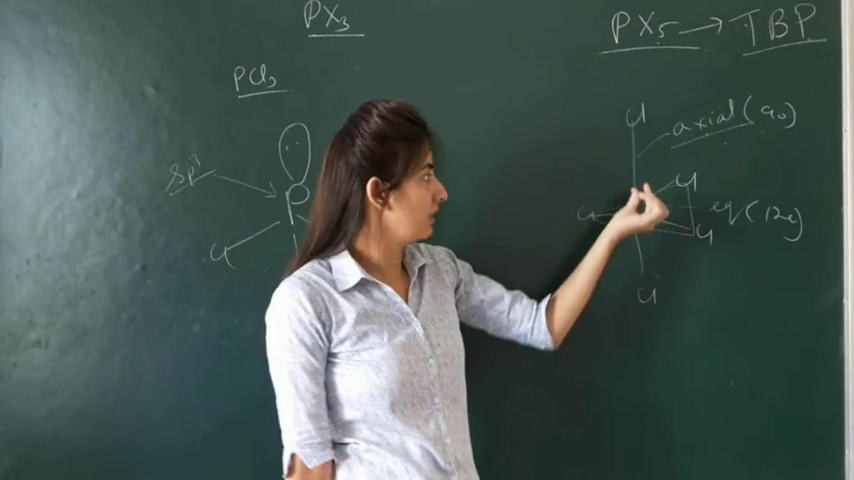 PX3
PX5 → TBP
PCl3
Cl
axial (90)
Sp3
P
Cl
Cl
eq (120)
Cl
Cl
Cl